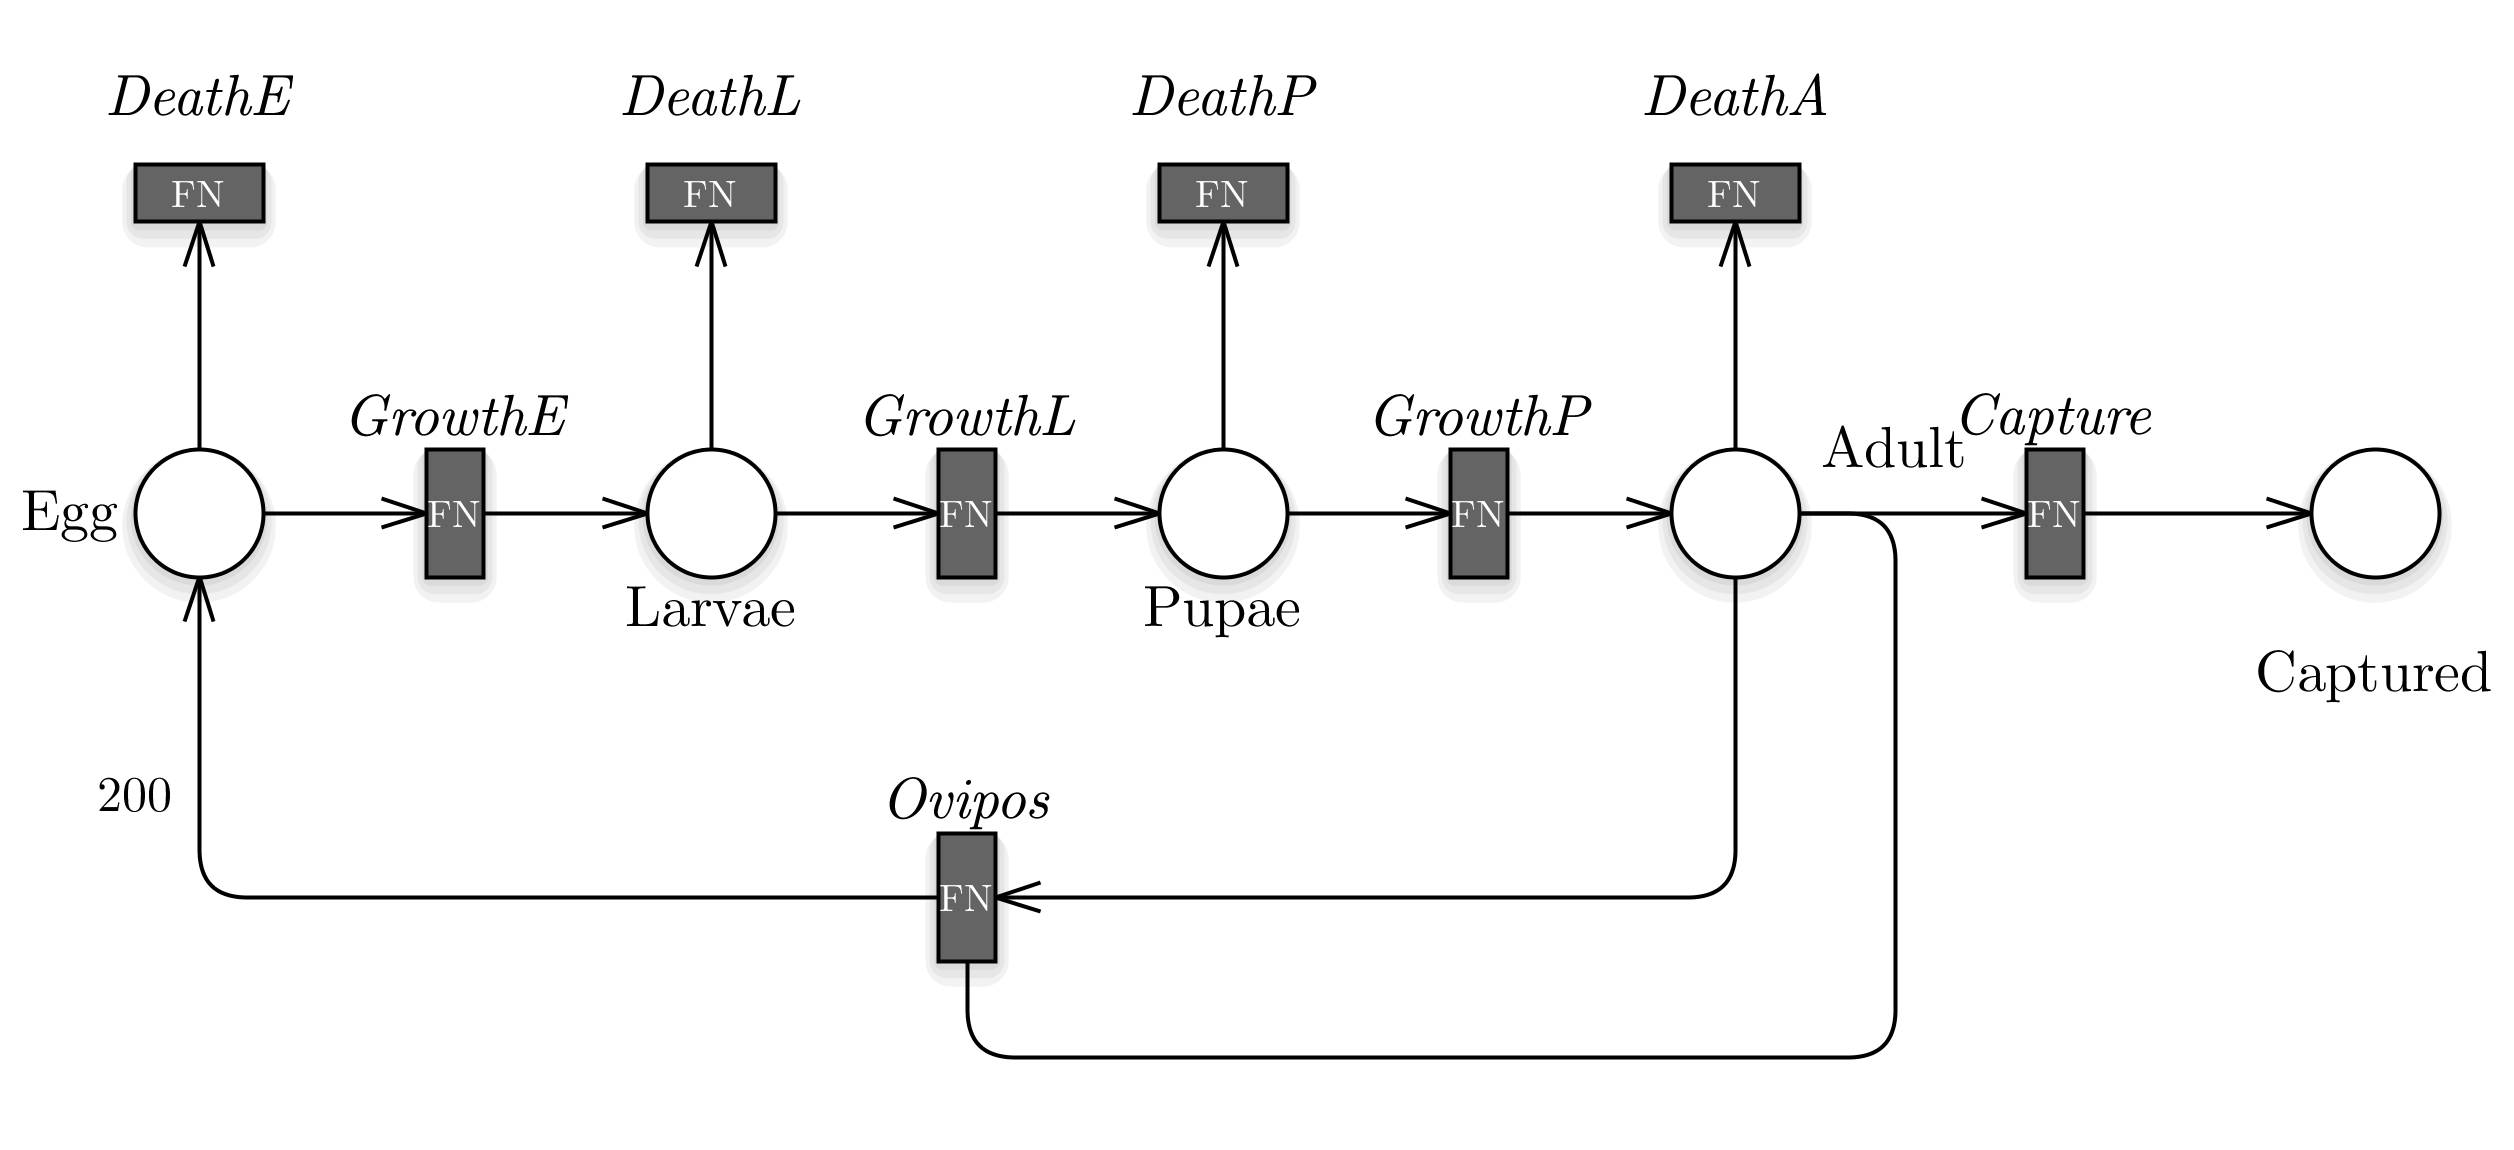 DeathE
DeathL
DeathP
DeathA
FN
FN
FN
FN
GrowthE
GrowthL
GrowthP
Capture
Adult
Egg
FN
FN
FN
FN
Larvae
Pupae
Captured
200
Ovipos
FN